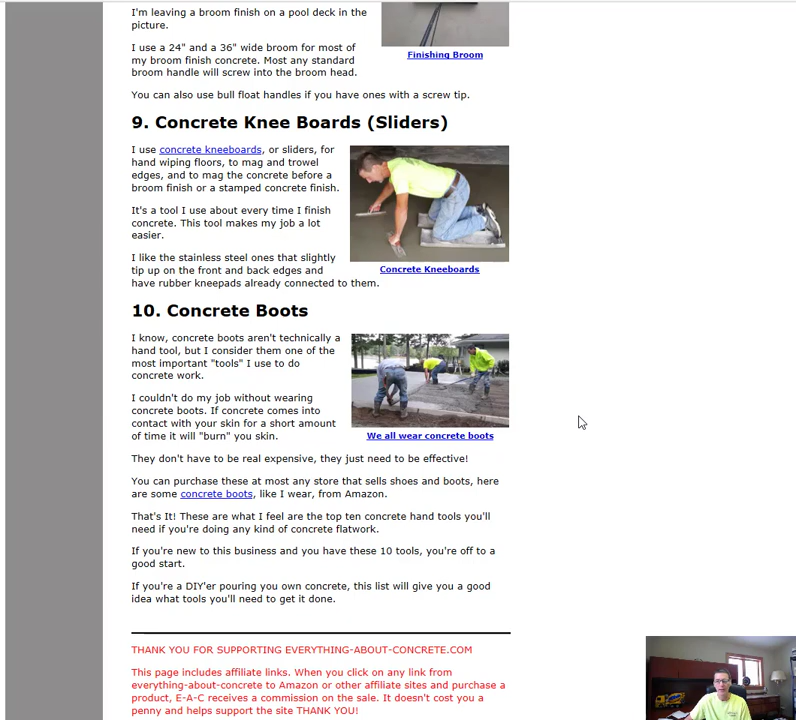 I'm leaving a broom finish on a pool deck in the
picture.
Finishing Broom
I use a 24" and a 36" wide broom for most of
my broom finish concrete. Most any standard
broom handle will screw into the broom head.
You can also use bull float handles if you have ones with a screw tip.
9. Concrete Knee Boards (Sliders)
I use concrete kneeboards, or sliders, for
hand wiping floors, to mag and trowel
edges, and to mag the concrete before a
broom finish or a stamped concrete finish.
It's a tool I use about every time I finish
concrete. This tool makes my job a lot
easier.
I like the stainless steel ones that slightly
tip up on the front and back edges and
have rubber kneepads already connected to them.
Concrete Kneeboards
10. Concrete Boots
I know, concrete boots aren't technically a
hand tool, but I consider them one of the
most important "tools" I use to do
concrete work.
I couldn't do my job without wearing
concrete boots. If concrete comes into
contact with your skin for a short amount
of time it will "burn" you skin.
We all wear concrete boots
They don't have to be real expensive, they just need to be effective!
You can purchase these at most any store that sells shoes and boots, here
are some concrete boots, like I wear, from Amazon.
That's It! These are what I feel are the top ten concrete hand tools you'll
need if you're doing any kind of concrete flatwork.
If you're new to this business and you have these 10 tools, you're off to a
good start.
If you're a DIY'er pouring you own concrete, this list will give you a good
idea what tools you'll need to get it done.
THANK YOU FOR SUPPORTING EVERYTHING-ABOUT-CONCRETE.COM
This page includes affiliate links. When you click on any link from
everything-about-concrete to Amazon or other affiliate sites and purchase a
product, E-A-C receives a commission on the sale. It doesn't cost you a
penny and helps support the site THANK YOU!